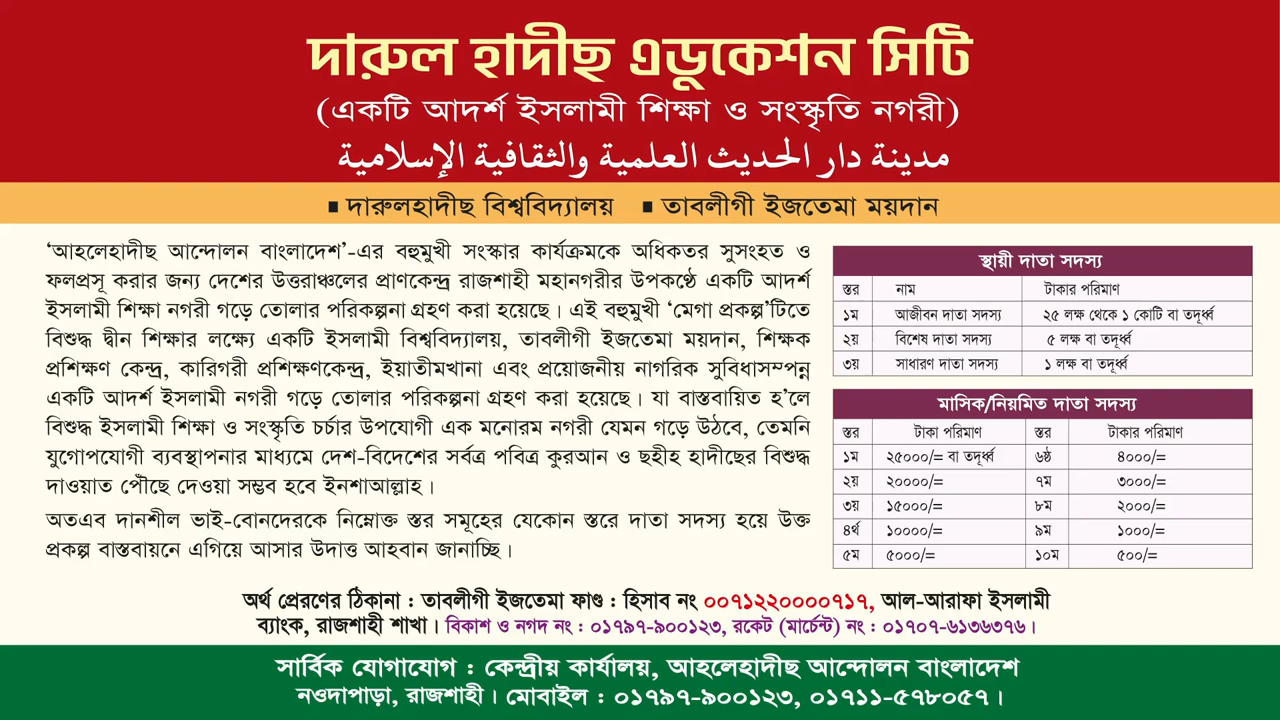 দারুল হাদীছ এডুকেশন সিটি
(একটি আদর্শ ইসলামী শিক্ষা ও সংস্কৃতি নগরী)
مدينة دار الحديث العلمية والثقافية الإسلامية
▪ দারুলহাদীছ বিশ্ববিদ্যালয় ▪ তাবলীগী ইজতেমা ময়দান
‘আহলেহাদীছ আন্দোলন বাংলাদেশ’-এর বহুমুখী সংস্কার কার্যক্রমকে অধিকতর সুসংহত ও
ফলপ্রসূ করার জন্য দেশের উত্তরাঞ্চলের প্রাণকেন্দ্র রাজশাহী মহানগরীর উপকণ্ঠে একটি আদর্শ
ইসলামী শিক্ষা নগরী গড়ে তোলার পরিকল্পনা গ্রহণ করা হয়েছে। এই বহুমুখী ‘মেগা প্রকল্প’টিতে
বিশুদ্ধ দ্বীন শিক্ষার লক্ষ্যে একটি ইসলামী বিশ্ববিদ্যালয়, তাবলীগী ইজতেমা ময়দান, শিক্ষক
প্রশিক্ষণ কেন্দ্র, কারিগরী প্রশিক্ষণকেন্দ্র, ইয়াতীমখানা এবং প্রয়োজনীয় নাগরিক সুবিধাসম্পন্ন
একটি আদর্শ ইসলামী নগরী গড়ে তোলার পরিকল্পনা গ্রহণ করা হয়েছে। যা বাস্তবায়িত হ’লে
বিশুদ্ধ ইসলামী শিক্ষা ও সংস্কৃতি চর্চার উপযোগী এক মনোরম নগরী যেমন গড়ে উঠবে, তেমনি
যুগোপযোগী ব্যবস্থাপনার মাধ্যমে দেশ-বিদেশের সর্বত্র পবিত্র কুরআন ও ছহীহ হাদীছের বিশুদ্ধ
দাওয়াত পৌঁছে দেওয়া সম্ভব হবে ইনশাআল্লাহ।
অতএব দানশীল ভাই-বোনদেরকে নিম্নোক্ত স্তর সমূহের যেকোন স্তরে দাতা সদস্য হয়ে উক্ত
প্রকল্প বাস্তবায়নে এগিয়ে আসার উদাত্ত আহবান জানাচ্ছি।
স্থায়ী দাতা সদস্য
স্তর নাম টাকার পরিমাণ
১ম আজীবন দাতা সদস্য ২৫ লক্ষ থেকে ১ কোটি বা তদূর্ধ্ব
২য় বিশেষ দাতা সদস্য ৫ লক্ষ বা তদূর্ধ্ব
৩য় সাধারণ দাতা সদস্য ১ লক্ষ বা তদূর্ধ্ব
মাসিক/নিয়মিত দাতা সদস্য
স্তর টাকা পরিমাণ স্তর টাকার পরিমাণ
১ম ২৫০০০/= বা তদূর্ধ্ব ৬ষ্ঠ ৪০০০/=
২য় ২০০০০/= ৭ম ৩০০০/=
৩য় ১৫০০০/= ৮ম ২০০০/=
৪র্থ ১০০০০/= ৯ম ১০০০/=
৫ম ৫০০০/= ১০ম ৫০০/=
অর্থ প্রেরণের ঠিকানা : তাবলীগী ইজতেমা ফাণ্ড : হিসাব নং ০০৭১২২০০০০৭১৭, আল-আরাফা ইসলামী
ব্যাংক, রাজশাহী শাখা। বিকাশ ও নগদ নং : ০১৭৯৭-৯০০১২৩, রকেট (মার্চেন্ট) নং : ০১৭০৭-৬১৩৬৩৭৬।
সার্বিক যোগাযোগ : কেন্দ্রীয় কার্যালয়, আহলেহাদীছ আন্দোলন বাংলাদেশ
নওদাপাড়া, রাজশাহী। মোবাইল : ০১৭৯৭-৯০০১২৩, ০১৭১১-৫৭৮০৫৭।